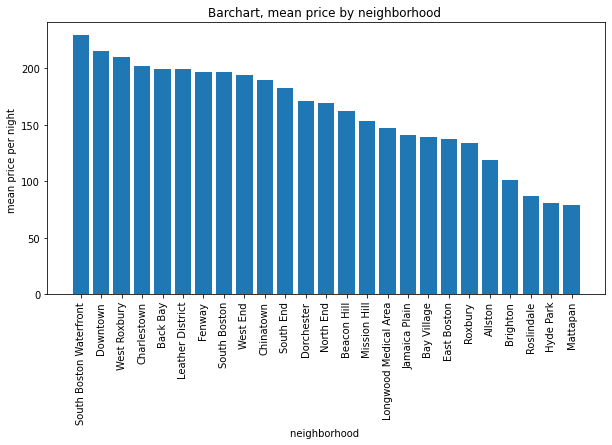 Barchart, mean price by neighborhood
mean price per night
200
150
100
50
0
South Boston Waterfront
Downtown
West Roxbury
Charlestown
Back Bay
Leather District
Fenway
South Boston
West End
Chinatown
South End
Dorchester
North End
Beacon Hill
Mission Hill
Longwood Medical Area
Jamaica Plain
Bay Village
East Boston
Roxbury
Allston
Brighton
Roslindale
Hyde Park
Mattapan
neighborhood